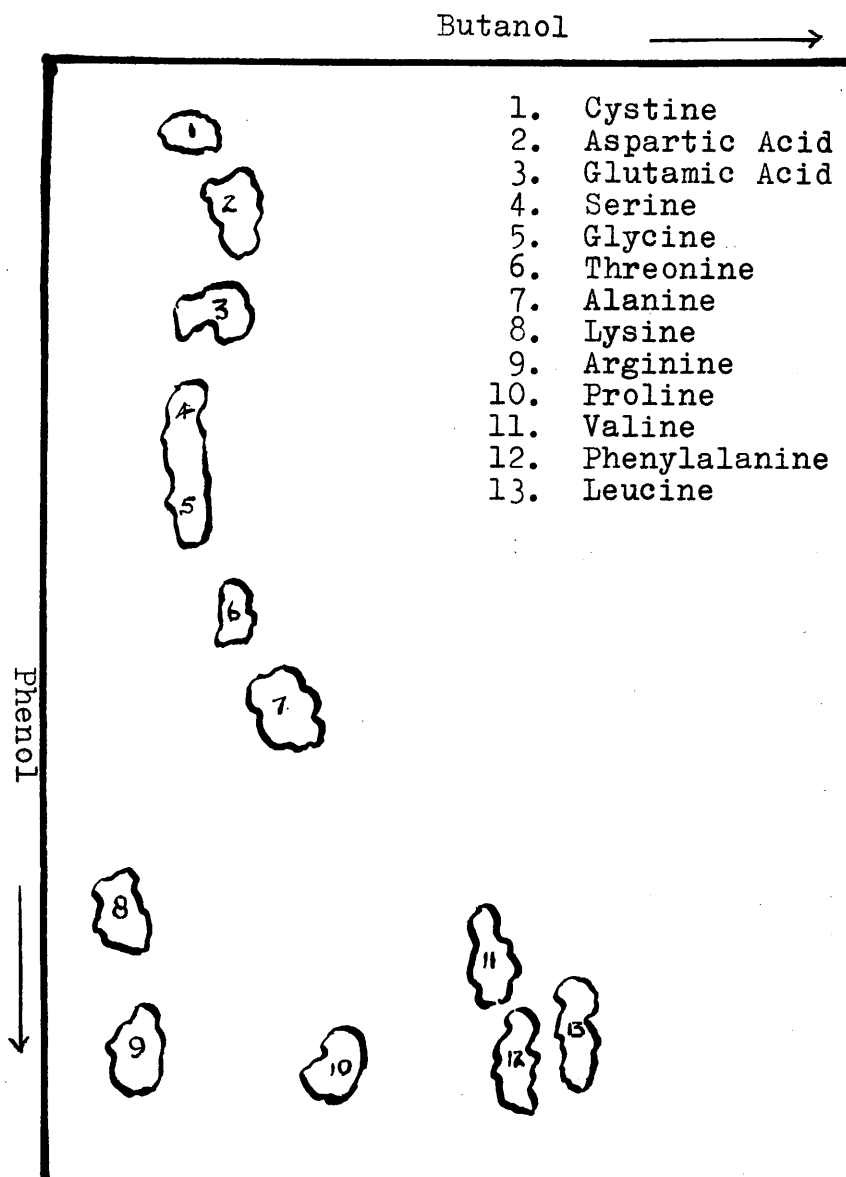 Butanol
1. Cystine
2. Aspartic Acid
3. Glutamic Acid
4. Serine
5. Glycine
6. Threonine
7. Alanine
8. Lysine
9. Arginine
10. Proline
11. Valine
12. Phenylalanine
13. Leucine
Phenol
1
2
3
4
5
6
7
8
9
10
11
12
13